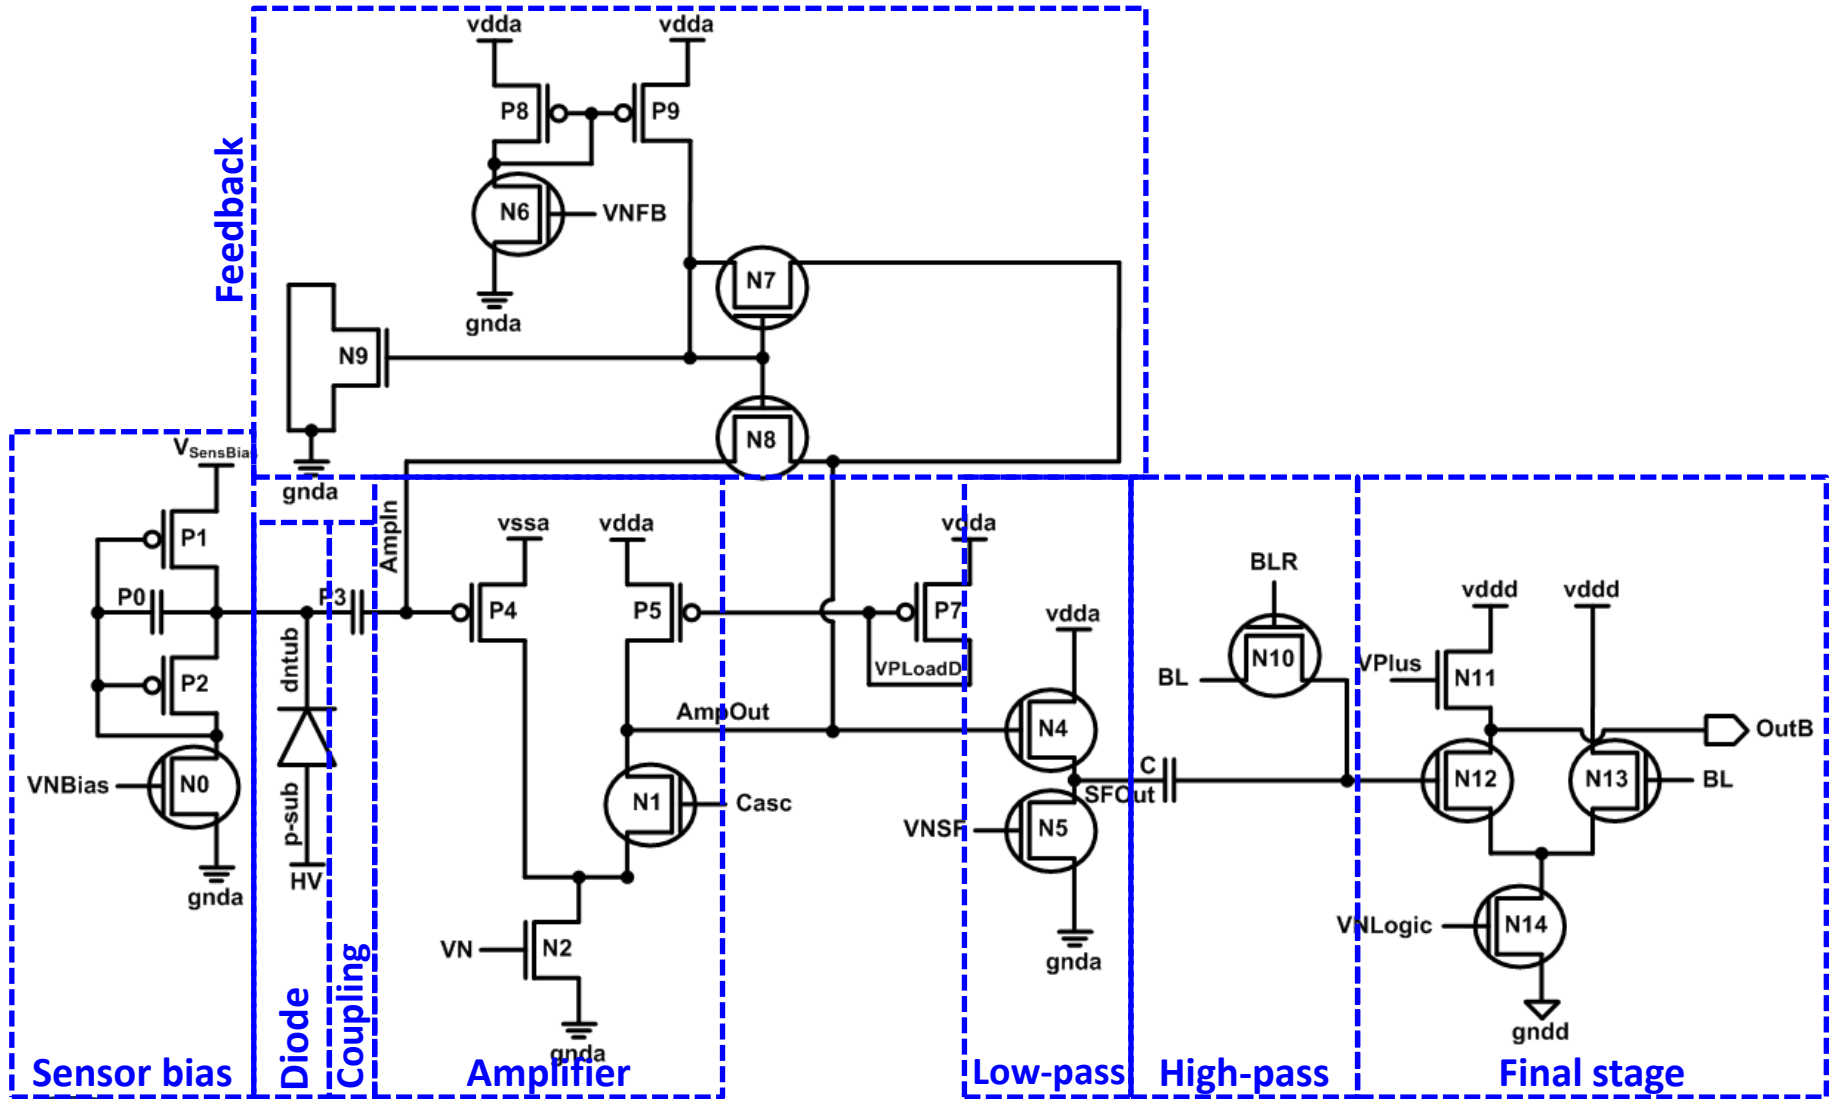 vdda
vdda
P8
P9
N6
VNFB
gnda
N7
N9
N8
gnda
Feedback
VSensBias
P1
P0
P2
VNBias
N0
gnda
Sensor bias
dntub
p-sub
HV
Diode
P3
Coupling
AmpIn
vssa
vdda
P4
P5
AmpOut
N1
Casc
VN
N2
gnda
Amplifier
vdda
P7
VPLoadD
vdda
N4
SFOut
VNSF
N5
gnda
Low-pass
C
BLR
BL
N10
High-pass
vddd
vddd
VPlus
N11
OutB
N12
N13
BL
VNLogic
N14
gndd
Final stage